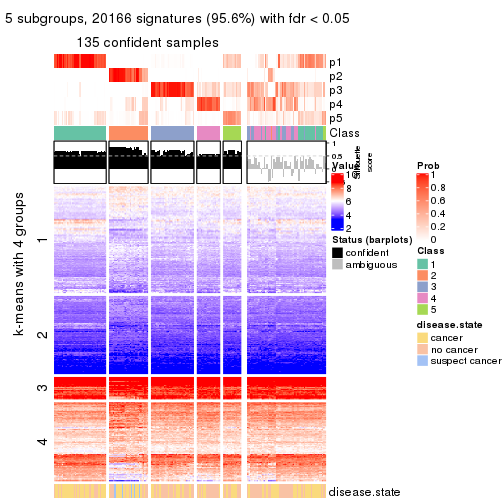 5 subgroups, 20166 signatures (95.6%) with fdr < 0.05
135 confident samples
p1
p2
p3
p4
p5
Class
1
0.5
0
Silhouette
score
k-means with 4 groups
1
2
3
4
disease.state
Value
10
8
6
4
2
Status (barplots)
confident
ambiguous
Prob
1
0.8
0.6
0.4
0.2
0
Class
1
2
3
4
5
disease.state
cancer
no cancer
suspect cancer